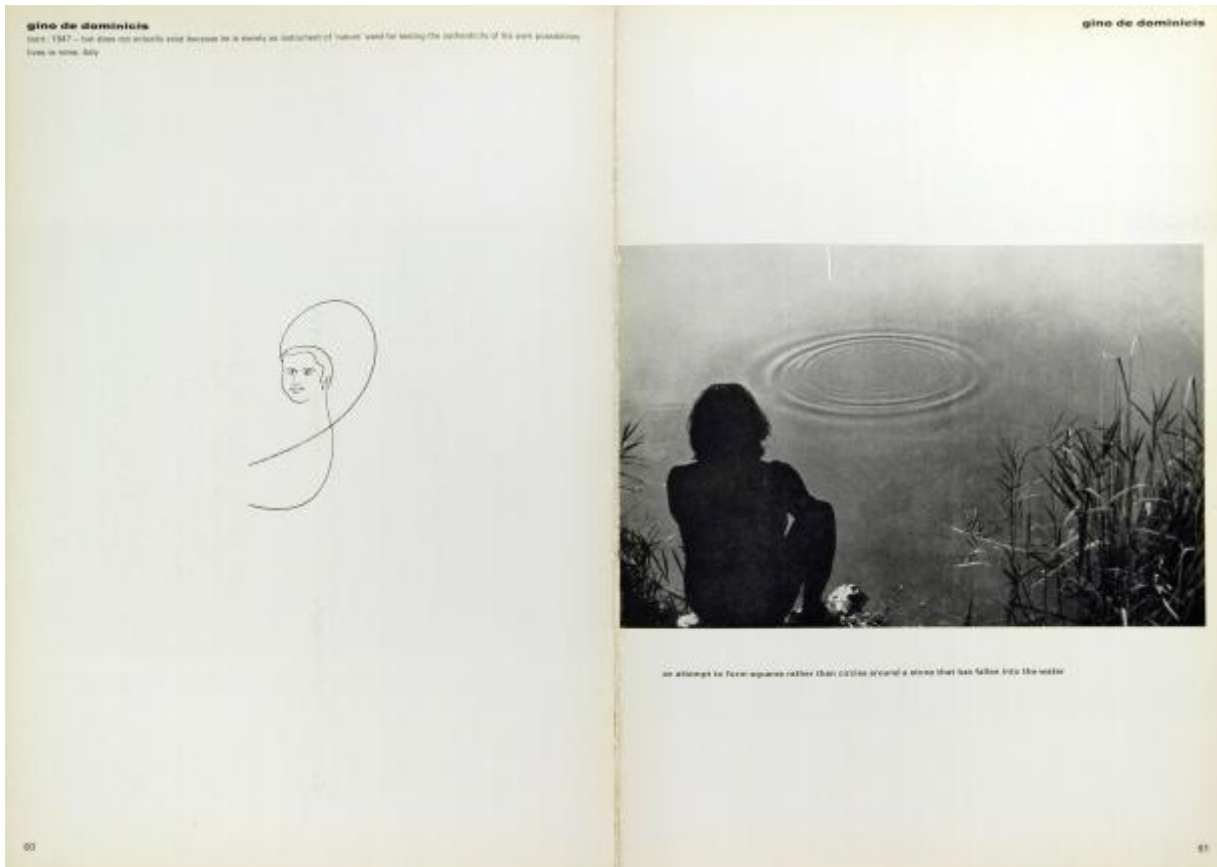 gino de dominicis
born: 1947 – but does not actually exist because he is merely an instrument of 'nature' used for testing the authenticity of his own possibilities
lives in rome, italy
gino de dominicis
an attempt to form squares rather than circles around a stone that has fallen into the water
60
61